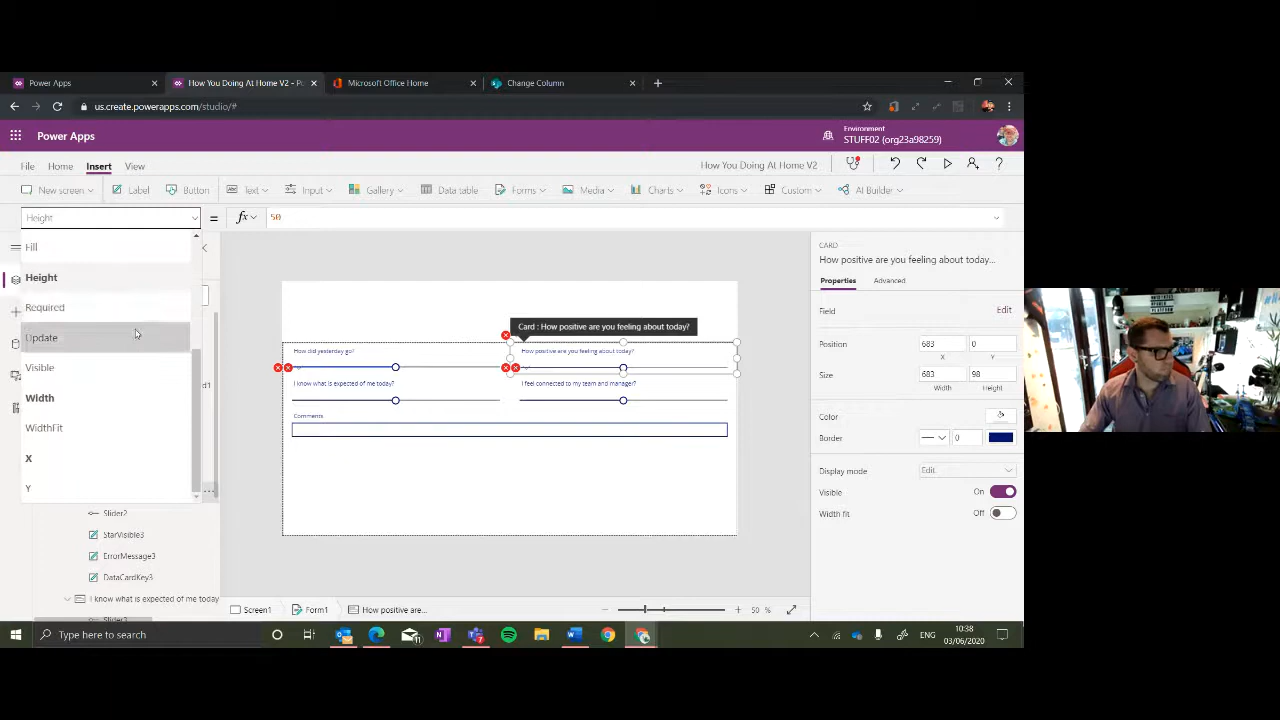 Power Apps
How You Doing At Home V2 - Po
Microsoft Office Home
Change Column
us.create.powerapps.com/studio/#
Power Apps
Environment
STUFF02 (org23a98259)
File Home Insert View
How You Doing At Home V2
New screen Label Button Text Input Gallery Data table Forms Media Charts Icons Custom AI Builder
Height = fx 50
Fill
Height
Required
Update
Visible
Width
WidthFit
X
Y
Slider2
StarVisible3
ErrorMessage3
DataCardKey3
I know what is expected of me today
Slider3
Card : How positive are you feeling about today?
How did yesterday go?
How positive are you feeling about today?
I know what is expected of me today?
I feel connected to my team and manager?
Comments
CARD
How positive are you feeling about today...
Properties Advanced
Field Edit
Position 683 0
X Y
Size 683 98
Width Height
Color
Border 0
Display mode Edit
Visible On
Width fit Off
Screen1 Form1 How positive are...
50 %
Type here to search
11
7
ENG
10:38
03/06/2020